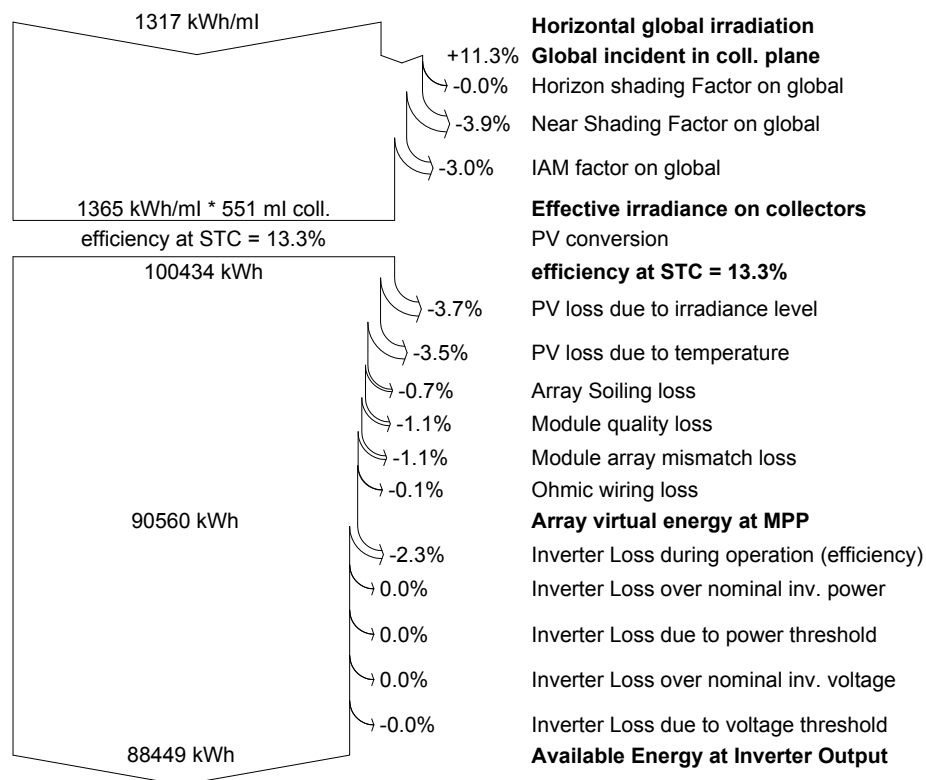 1317 kWh/ml Horizontal global irradiation
+11.3% Global incident in coll. plane
-0.0% Horizon shading Factor on global
-3.9% Near Shading Factor on global
-3.0% IAM factor on global
1365 kWh/ml * 551 ml coll. Effective irradiance on collectors
efficiency at STC = 13.3% PV conversion
100434 kWh efficiency at STC = 13.3%
-3.7% PV loss due to irradiance level
-3.5% PV loss due to temperature
-0.7% Array Soiling loss
-1.1% Module quality loss
-1.1% Module array mismatch loss
-0.1% Ohmic wiring loss
90560 kWh Array virtual energy at MPP
-2.3% Inverter Loss during operation (efficiency)
0.0% Inverter Loss over nominal inv. power
0.0% Inverter Loss due to power threshold
0.0% Inverter Loss over nominal inv. voltage
-0.0% Inverter Loss due to voltage threshold
88449 kWh Available Energy at Inverter Output